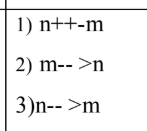 1) n++-m
2) m-- >n
3)n-- >m